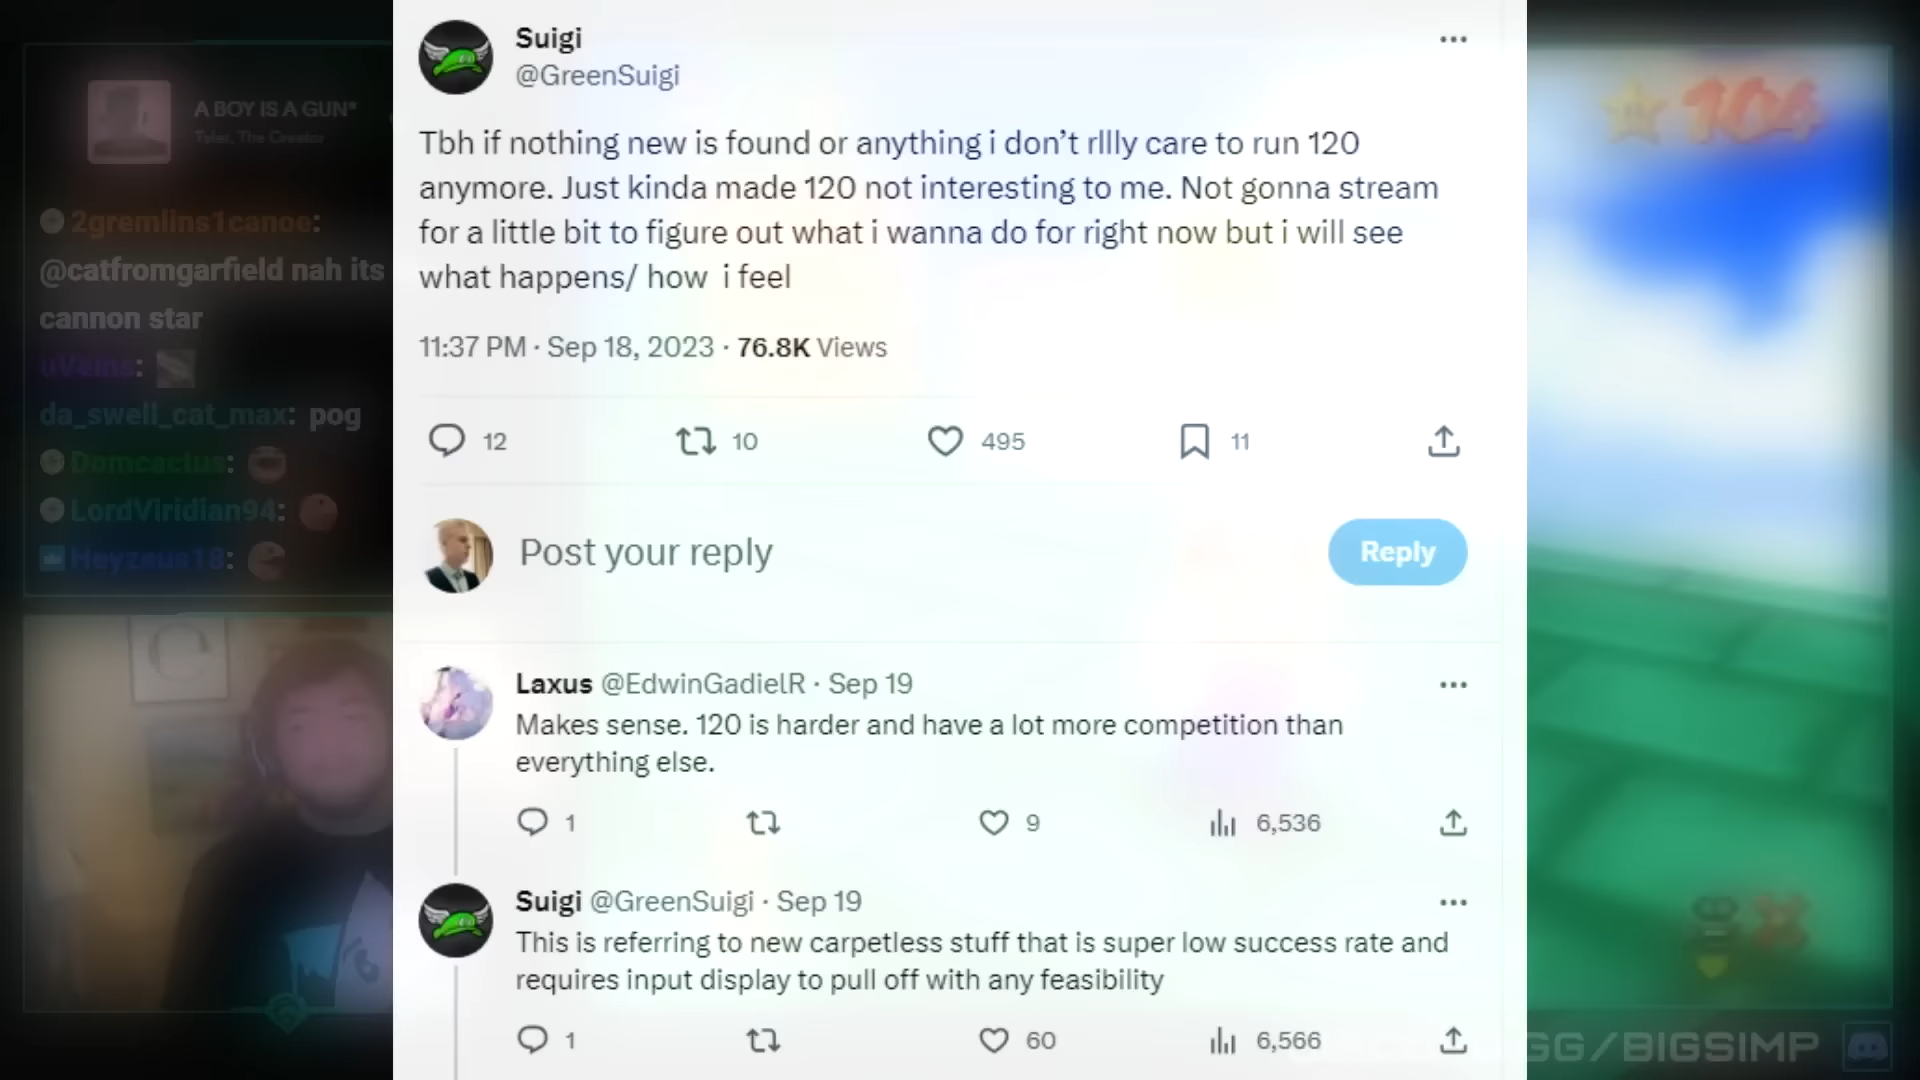 A BOY IS A GUN*
Tyler, The Creator
2gremlins1canoe:
@catfromgarfield nah its
cannon star
uVeins:
da_swell_cat_max: pog
Domcactus:
LordViridian94:
Heyzeus18:
Suigi
@GreenSuigi
Tbh if nothing new is found or anything i don’t rllly care to run 120
anymore. Just kinda made 120 not interesting to me. Not gonna stream
for a little bit to figure out what i wanna do for right now but i will see
what happens/ how  i feel
11:37 PM · Sep 18, 2023 · 76.8K Views
12 10 495 11
Post your reply
Reply
Laxus @EdwinGadielR · Sep 19
Makes sense. 120 is harder and have a lot more competition than
everything else.
1 9 6,536
Suigi @GreenSuigi · Sep 19
This is referring to new carpetless stuff that is super low success rate and
requires input display to pull off with any feasibility
1 60 6,566
104
GG/BIGSIMP